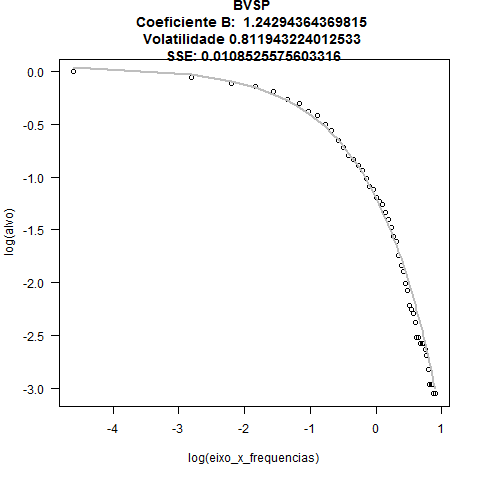 BVSP
Coeficiente B:  1.24294364369815
Volatilidade 0.811943224012533
SSE: 0.0108525575603316
0.0
-0.5
-1.0
-1.5
-2.0
-2.5
-3.0
log(alvo)
-4
-3
-2
-1
0
1
log(eixo_x_frequencias)